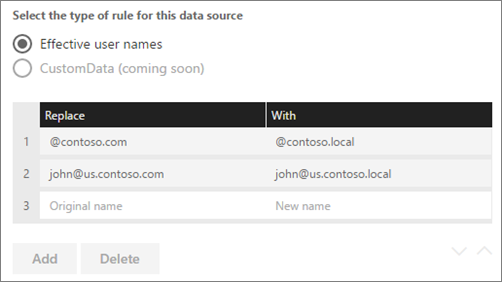 Select the type of rule for this data source
Effective user names
CustomData (coming soon)
Replace With
1 @contoso.com @contoso.local
2 john@us.contoso.com john@us.contoso.local
3 Original name New name
Add Delete